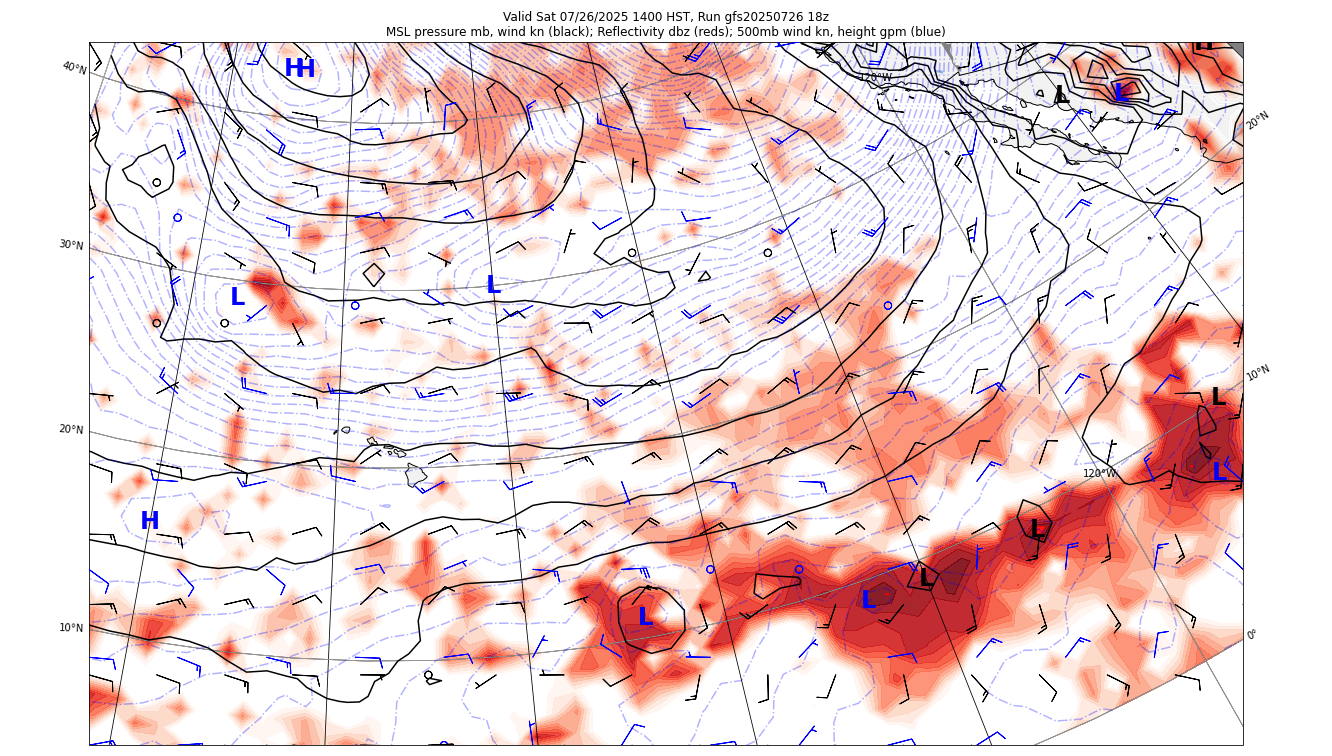 Valid Sat 07/26/2025 1400 HST, Run gfs20250726 18z
MSL pressure mb, wind kn (black); Reflectivity dbz (reds); 500mb wind kn, height gpm (blue)
H
HH
40°N
120°W
L
L
20°N
30°N
L
L
10°N
L
20°N
120°W
L
H
L
L
L
L
10°N
0°